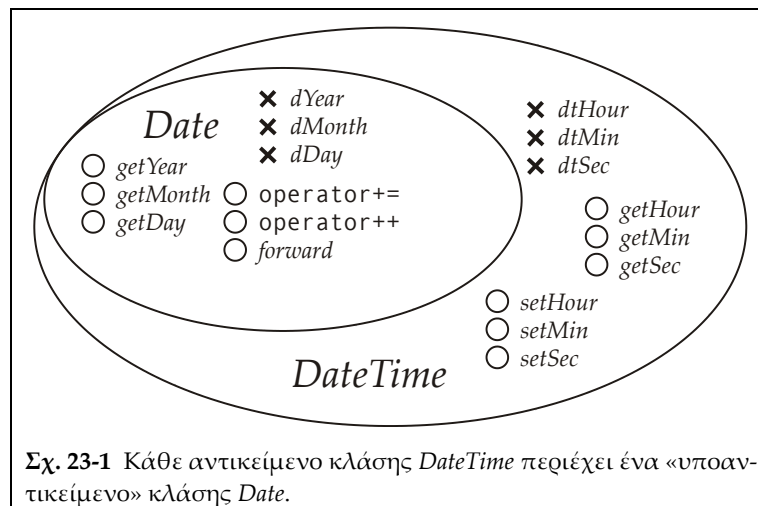 Date
✗ dYear
✗ dMonth
✗ dDay
○ getYear
○ getMonth
○ getDay
○ operator+=
○ operator++
○ forward
✗ dtHour
✗ dtMin
✗ dtSec
○ getHour
○ getMin
○ getSec
○ setHour
○ setMin
○ setSec
DateTime
Σχ. 23-1 Κάθε αντικείμενο κλάσης DateTime περιέχει ένα «υποαν-
τικείμενο» κλάσης Date.